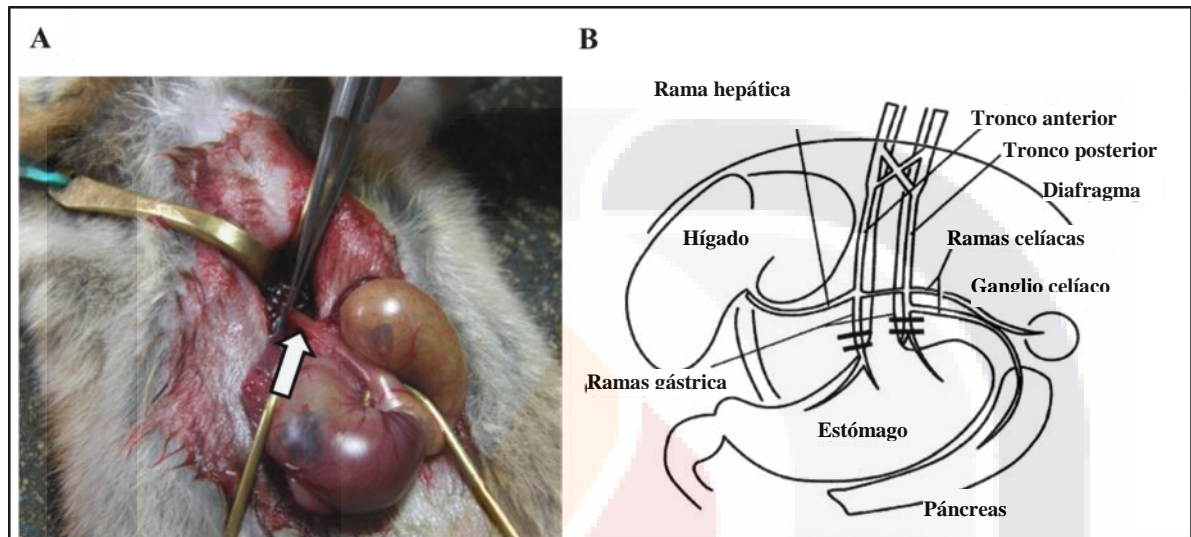 A
B
Rama hepática
Tronco anterior
Tronco posterior
Diafragma
Hígado
Ramas celíacas
Ganglio celíaco
Ramas gástrica
Estómago
Páncreas